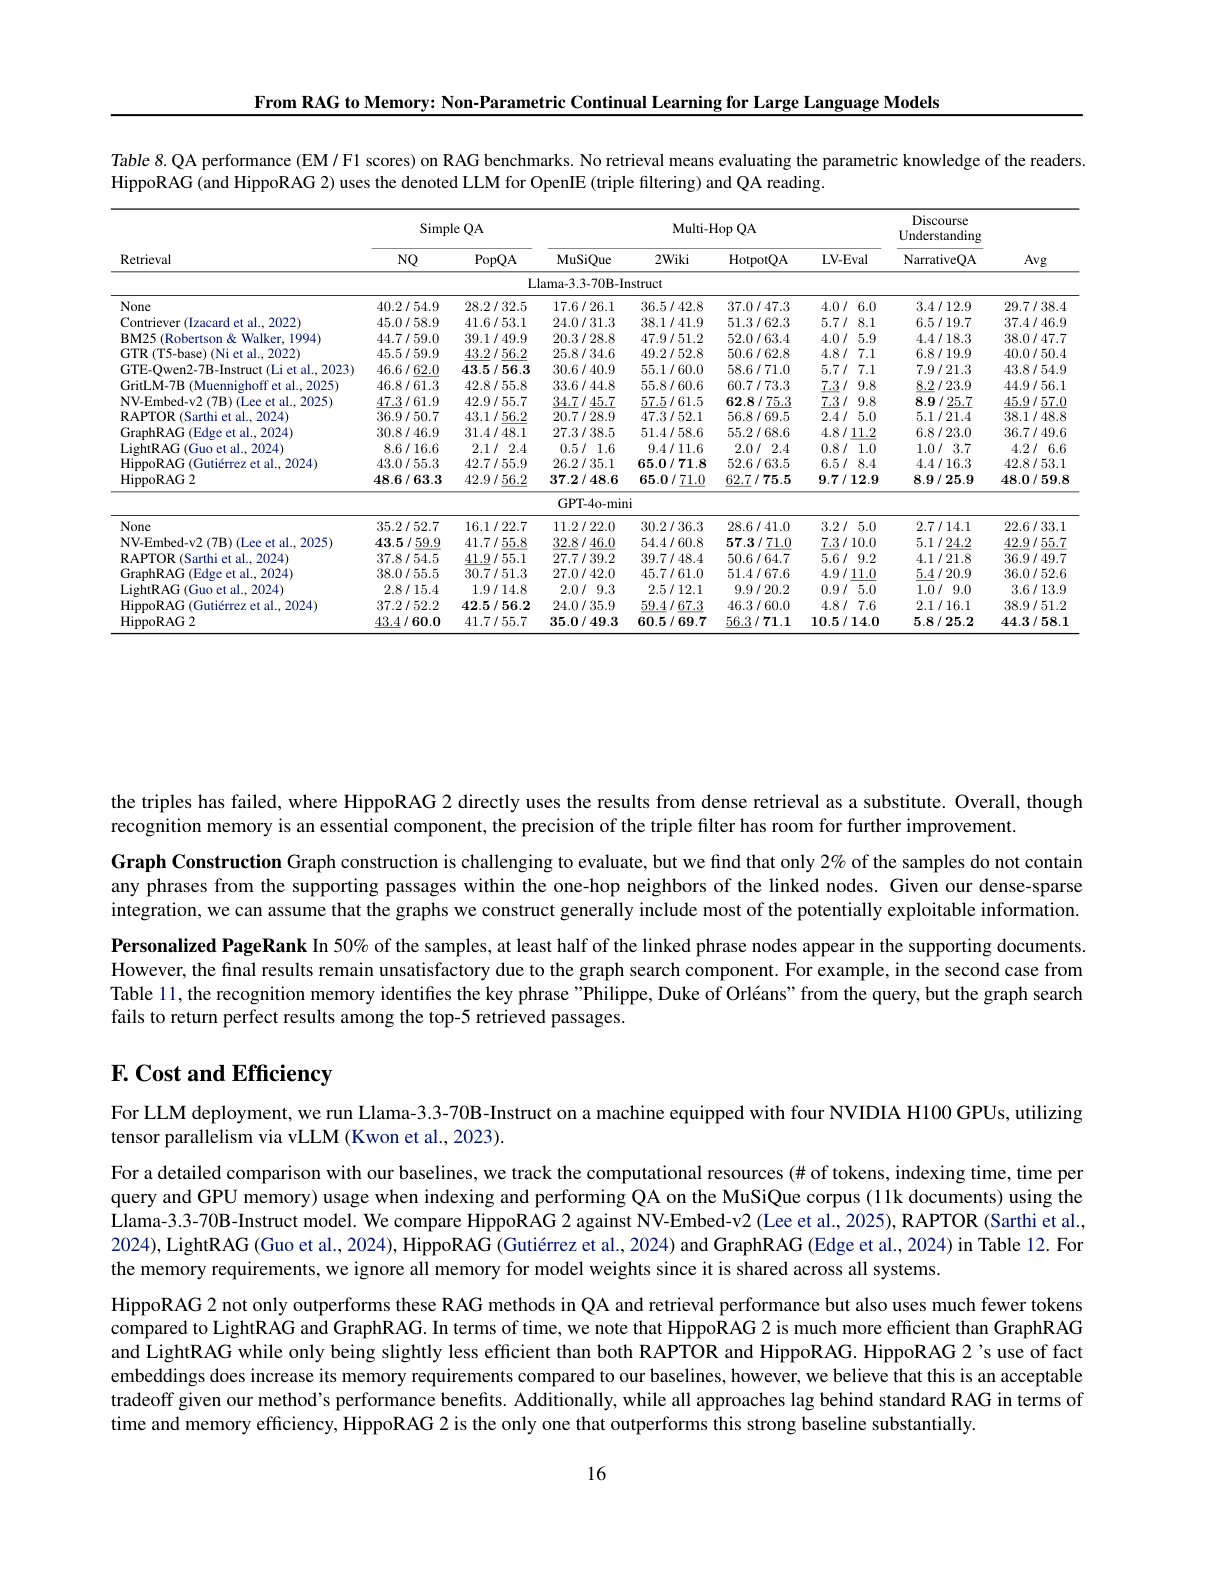 From RAG to Memory: Non-Parametric Continual Learning for Large Language Models
Table 8. QA performance (EM / F1 scores) on RAG benchmarks. No retrieval means evaluating the parametric knowledge of the readers.
HippoRAG (and HippoRAG 2) uses the denoted LLM for OpenIE (triple filtering) and QA reading.
Simple QA Multi-Hop QA Discourse Understanding
Retrieval NQ PopQA MuSiQue 2Wiki HotpotQA LV-Eval NarrativeQA Avg
Llama-3.3-70B-Instruct
None 40.2 / 54.9 28.2 / 32.5 17.6 / 26.1 36.5 / 42.8 37.0 / 47.3 4.0 / 6.0 3.4 / 12.9 29.7 / 38.4
Contriever (Izacard et al., 2022) 45.0 / 58.9 41.6 / 53.1 24.0 / 31.3 38.1 / 41.9 51.3 / 62.3 5.7 / 8.1 6.5 / 19.7 37.4 / 46.9
BM25 (Robertson & Walker, 1994) 44.7 / 59.0 39.1 / 49.9 20.3 / 28.8 47.9 / 51.2 52.0 / 63.4 4.0 / 5.9 4.4 / 18.3 38.0 / 47.7
GTR (T5-base) (Ni et al., 2022) 45.5 / 59.9 43.2 / 56.2 25.8 / 34.6 49.2 / 52.8 50.6 / 62.8 4.8 / 7.1 6.8 / 19.9 40.0 / 50.4
GTE-Qwen2-7B-Instruct (Li et al., 2023) 46.6 / 62.0 43.5 / 56.3 30.6 / 40.9 55.1 / 60.0 58.6 / 71.0 5.7 / 7.1 7.9 / 21.3 43.8 / 54.9
GritLM-7B (Muennighoff et al., 2025) 46.8 / 61.3 42.8 / 55.8 33.6 / 44.8 55.8 / 60.6 60.7 / 73.3 7.3 / 9.8 8.2 / 23.9 44.9 / 56.1
NV-Embed-v2 (7B) (Lee et al., 2025) 47.3 / 61.9 42.9 / 55.7 34.7 / 45.7 57.5 / 61.5 62.8 / 75.3 7.3 / 9.8 8.9 / 25.7 45.9 / 57.0
RAPTOR (Sarthi et al., 2024) 36.9 / 50.7 43.1 / 56.2 20.7 / 28.9 47.3 / 52.1 56.8 / 69.5 2.4 / 5.0 5.1 / 21.4 38.1 / 48.8
GraphRAG (Edge et al., 2024) 30.8 / 46.9 31.4 / 48.1 27.3 / 38.5 51.4 / 58.6 55.2 / 68.6 4.8 / 11.2 6.8 / 23.0 36.7 / 49.6
LightRAG (Guo et al., 2024) 8.6 / 16.6 2.1 / 2.4 0.5 / 1.6 9.4 / 11.6 2.0 / 2.4 0.8 / 1.0 1.0 / 3.7 4.2 / 6.6
HippoRAG (Gutiérrez et al., 2024) 43.0 / 55.3 42.7 / 55.9 26.2 / 35.1 65.0 / 71.8 52.6 / 63.5 6.5 / 8.4 4.4 / 16.3 42.8 / 53.1
HippoRAG 2 48.6 / 63.3 42.9 / 56.2 37.2 / 48.6 65.0 / 71.0 62.7 / 75.5 9.7 / 12.9 8.9 / 25.9 48.0 / 59.8
GPT-4o-mini
None 35.2 / 52.7 16.1 / 22.7 11.2 / 22.0 30.2 / 36.3 28.6 / 41.0 3.2 / 5.0 2.7 / 14.1 22.6 / 33.1
NV-Embed-v2 (7B) (Lee et al., 2025) 43.5 / 59.9 41.7 / 55.8 32.8 / 46.0 54.4 / 60.8 57.3 / 71.0 7.3 / 10.0 5.1 / 24.2 42.9 / 55.7
RAPTOR (Sarthi et al., 2024) 37.8 / 54.5 41.9 / 55.1 27.7 / 39.2 39.7 / 48.4 50.6 / 64.7 5.6 / 9.2 4.1 / 21.8 36.9 / 49.7
GraphRAG (Edge et al., 2024) 38.0 / 55.5 30.7 / 51.3 27.0 / 42.0 45.7 / 61.0 51.4 / 67.6 4.9 / 11.0 5.4 / 20.9 36.0 / 52.6
LightRAG (Guo et al., 2024) 2.8 / 15.4 1.9 / 14.8 2.0 / 9.3 2.5 / 12.1 9.9 / 20.2 0.9 / 5.0 1.0 / 9.0 3.6 / 13.9
HippoRAG (Gutiérrez et al., 2024) 37.2 / 52.2 42.5 / 56.2 24.0 / 35.9 59.4 / 67.3 46.3 / 60.0 4.8 / 7.6 2.1 / 16.1 38.9 / 51.2
HippoRAG 2 43.4 / 60.0 41.7 / 55.7 35.0 / 49.3 60.5 / 69.7 56.3 / 71.1 10.5 / 14.0 5.8 / 25.2 44.3 / 58.1
the triples has failed, where HippoRAG 2 directly uses the results from dense retrieval as a substitute. Overall, though
recognition memory is an essential component, the precision of the triple filter has room for further improvement.
Graph Construction Graph construction is challenging to evaluate, but we find that only 2% of the samples do not contain
any phrases from the supporting passages within the one-hop neighbors of the linked nodes. Given our dense-sparse
integration, we can assume that the graphs we construct generally include most of the potentially exploitable information.
Personalized PageRank In 50% of the samples, at least half of the linked phrase nodes appear in the supporting documents.
However, the final results remain unsatisfactory due to the graph search component. For example, in the second case from
Table 11, the recognition memory identifies the key phrase ”Philippe, Duke of Orléans” from the query, but the graph search
fails to return perfect results among the top-5 retrieved passages.
F. Cost and Efficiency
For LLM deployment, we run Llama-3.3-70B-Instruct on a machine equipped with four NVIDIA H100 GPUs, utilizing
tensor parallelism via vLLM (Kwon et al., 2023).
For a detailed comparison with our baselines, we track the computational resources (# of tokens, indexing time, time per
query and GPU memory) usage when indexing and performing QA on the MuSiQue corpus (11k documents) using the
Llama-3.3-70B-Instruct model. We compare HippoRAG 2 against NV-Embed-v2 (Lee et al., 2025), RAPTOR (Sarthi et al.,
2024), LightRAG (Guo et al., 2024), HippoRAG (Gutiérrez et al., 2024) and GraphRAG (Edge et al., 2024) in Table 12. For
the memory requirements, we ignore all memory for model weights since it is shared across all systems.
HippoRAG 2 not only outperforms these RAG methods in QA and retrieval performance but also uses much fewer tokens
compared to LightRAG and GraphRAG. In terms of time, we note that HippoRAG 2 is much more efficient than GraphRAG
and LightRAG while only being slightly less efficient than both RAPTOR and HippoRAG. HippoRAG 2 ’s use of fact
embeddings does increase its memory requirements compared to our baselines, however, we believe that this is an acceptable
tradeoff given our method’s performance benefits. Additionally, while all approaches lag behind standard RAG in terms of
time and memory efficiency, HippoRAG 2 is the only one that outperforms this strong baseline substantially.
16